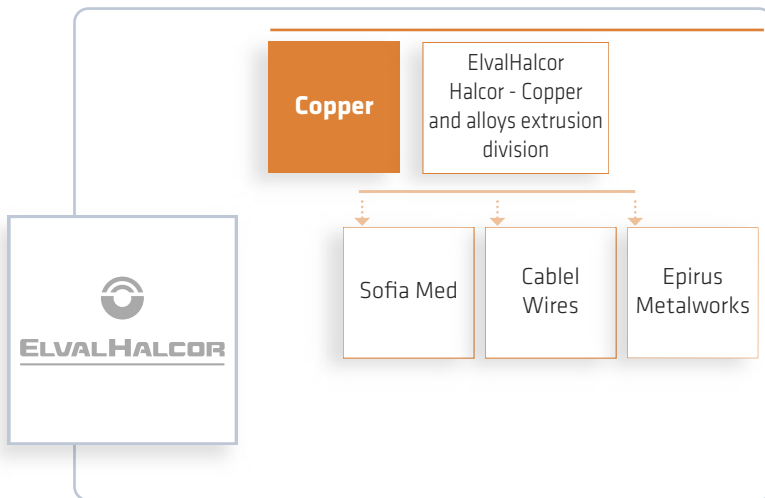 Copper
ElvalHalcor
Halcor - Copper
and alloys extrusion
division
Sofia Med
Cablel
Wires
Epirus
Metalworks
ELVALHALCOR